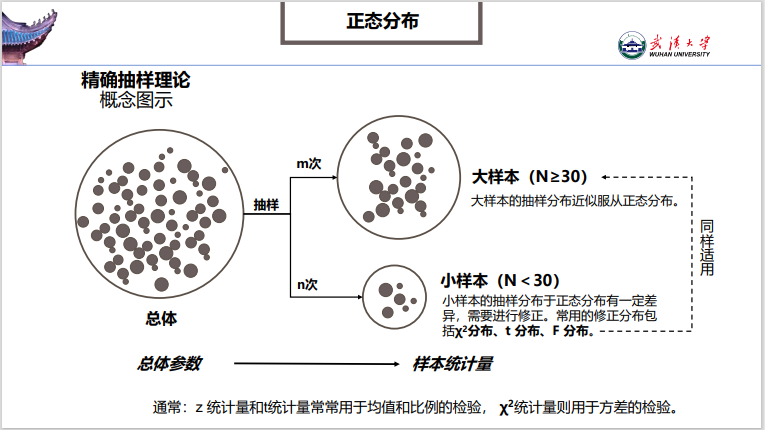 正态分布
武汉大学
WUHAN UNIVERSITY
精确抽样理论
概念图示
m次
大样本（N≥30）
大样本的抽样分布近似服从正态分布。
抽样
同样适用
n次
小样本（N＜30）
小样本的抽样分布于正态分布有一定差
异，需要进行修正。常用的修正分布包
括χ²分布、t 分布、F 分布。
总体
总体参数
样本统计量
通常：z 统计量和t统计量常常用于均值和比例的检验， χ²统计量则用于方差的检验。